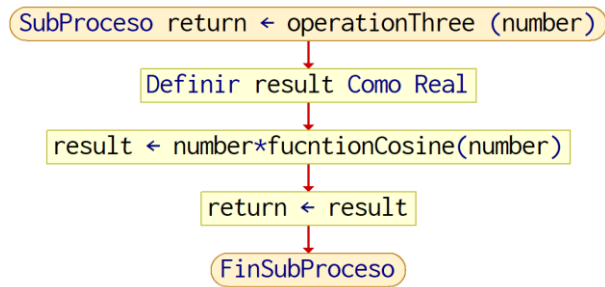 SubProceso return ← operationThree (number)
Definir result Como Real
result ← number*fucntionCosine(number)
return ← result
FinSubProceso